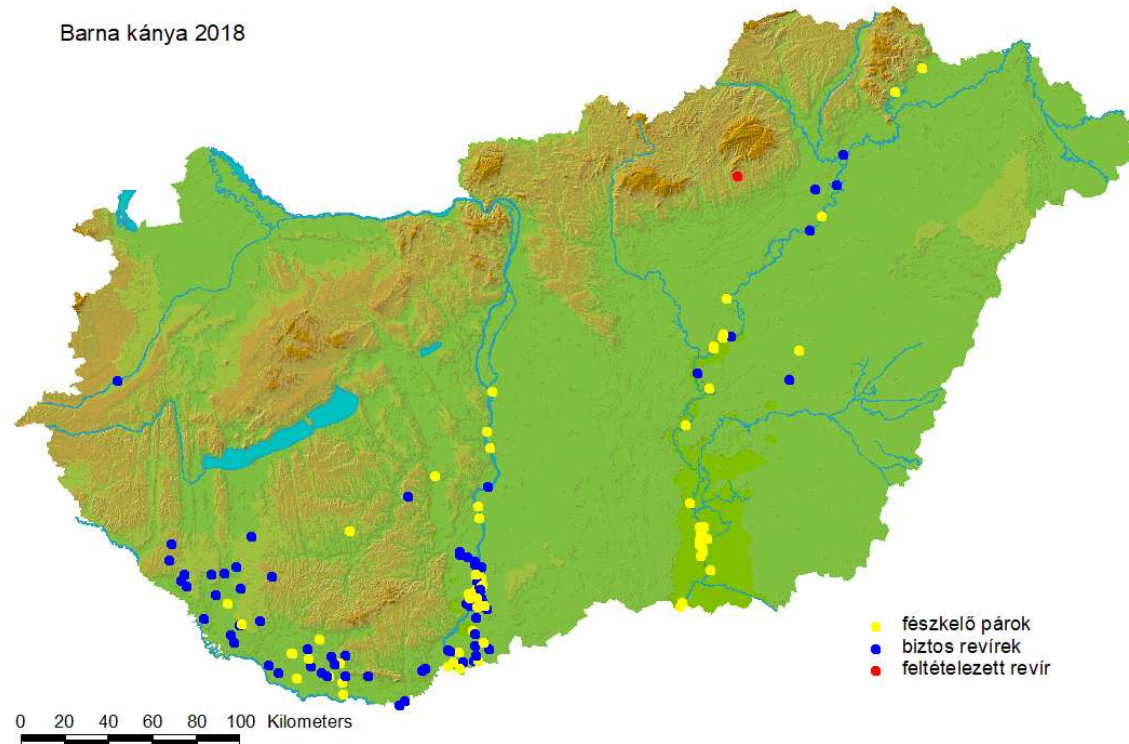 Barna kánya 2018
fészkelő párok
biztos revírek
feltételezett revír
0 20 40 60 80 100 Kilometers